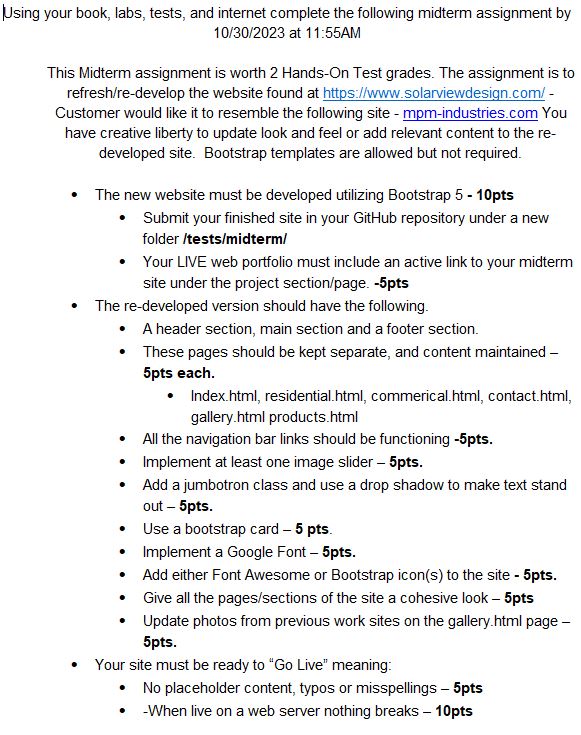 Using your book, labs, tests, and internet complete the following midterm assignment by
10/30/2023 at 11:55AM
This Midterm assignment is worth 2 Hands-On Test grades. The assignment is to
refresh/re-develop the website found at https://www.solarviewdesign.com/ -
Customer would like it to resemble the following site - mpm-industries.com You
have creative liberty to update look and feel or add relevant content to the re-
developed site.  Bootstrap templates are allowed but not required.
• The new website must be developed utilizing Bootstrap 5 - 10pts
• Submit your finished site in your GitHub repository under a new
folder /tests/midterm/
• Your LIVE web portfolio must include an active link to your midterm
site under the project section/page. -5pts
• The re-developed version should have the following.
• A header section, main section and a footer section.
• These pages should be kept separate, and content maintained –
5pts each.
• Index.html, residential.html, commerical.html, contact.html,
gallery.html products.html
• All the navigation bar links should be functioning -5pts.
• Implement at least one image slider – 5pts.
• Add a jumbotron class and use a drop shadow to make text stand
out – 5pts.
• Use a bootstrap card – 5 pts.
• Implement a Google Font – 5pts.
• Add either Font Awesome or Bootstrap icon(s) to the site - 5pts.
• Give all the pages/sections of the site a cohesive look – 5pts
• Update photos from previous work sites on the gallery.html page –
5pts.
• Your site must be ready to “Go Live” meaning:
• No placeholder content, typos or misspellings – 5pts
• -When live on a web server nothing breaks – 10pts